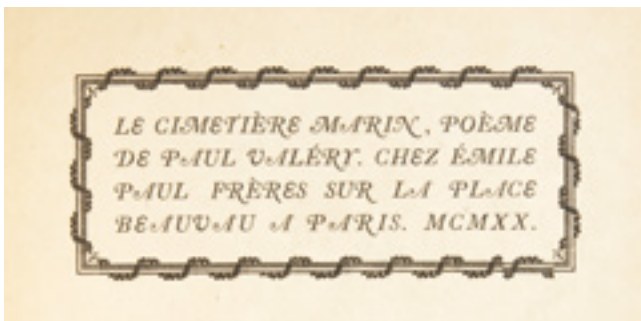 LE CIMETIÈRE MARIN, POÈME
DE PAUL VALÉRY. CHEZ ÉMILE
PAUL FRÈRES SUR LA PLACE
BEAUVAU A PARIS. MCMXX.